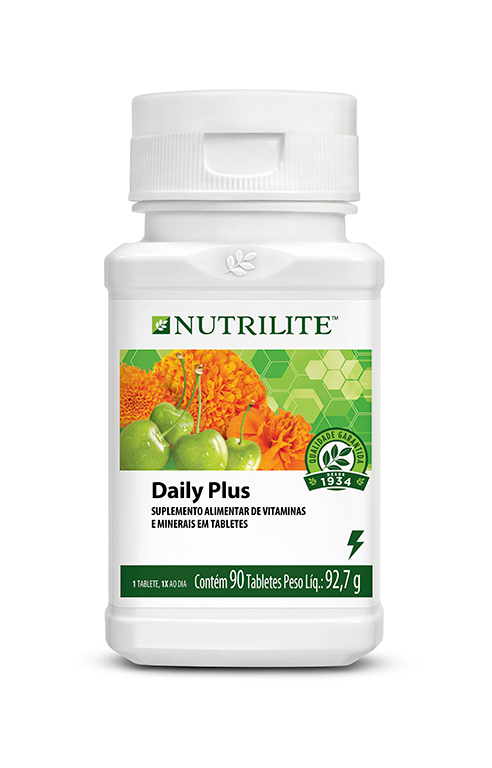 NUTRILITE™
QUALIDADE GARANTIDA
DESDE
1934
Daily Plus
SUPLEMENTO ALIMENTAR DE VITAMINAS
E MINERAIS EM TABLETES
1 TABLETE, 1X AO DIA Contém 90 Tabletes Peso Líq.: 92,7 g